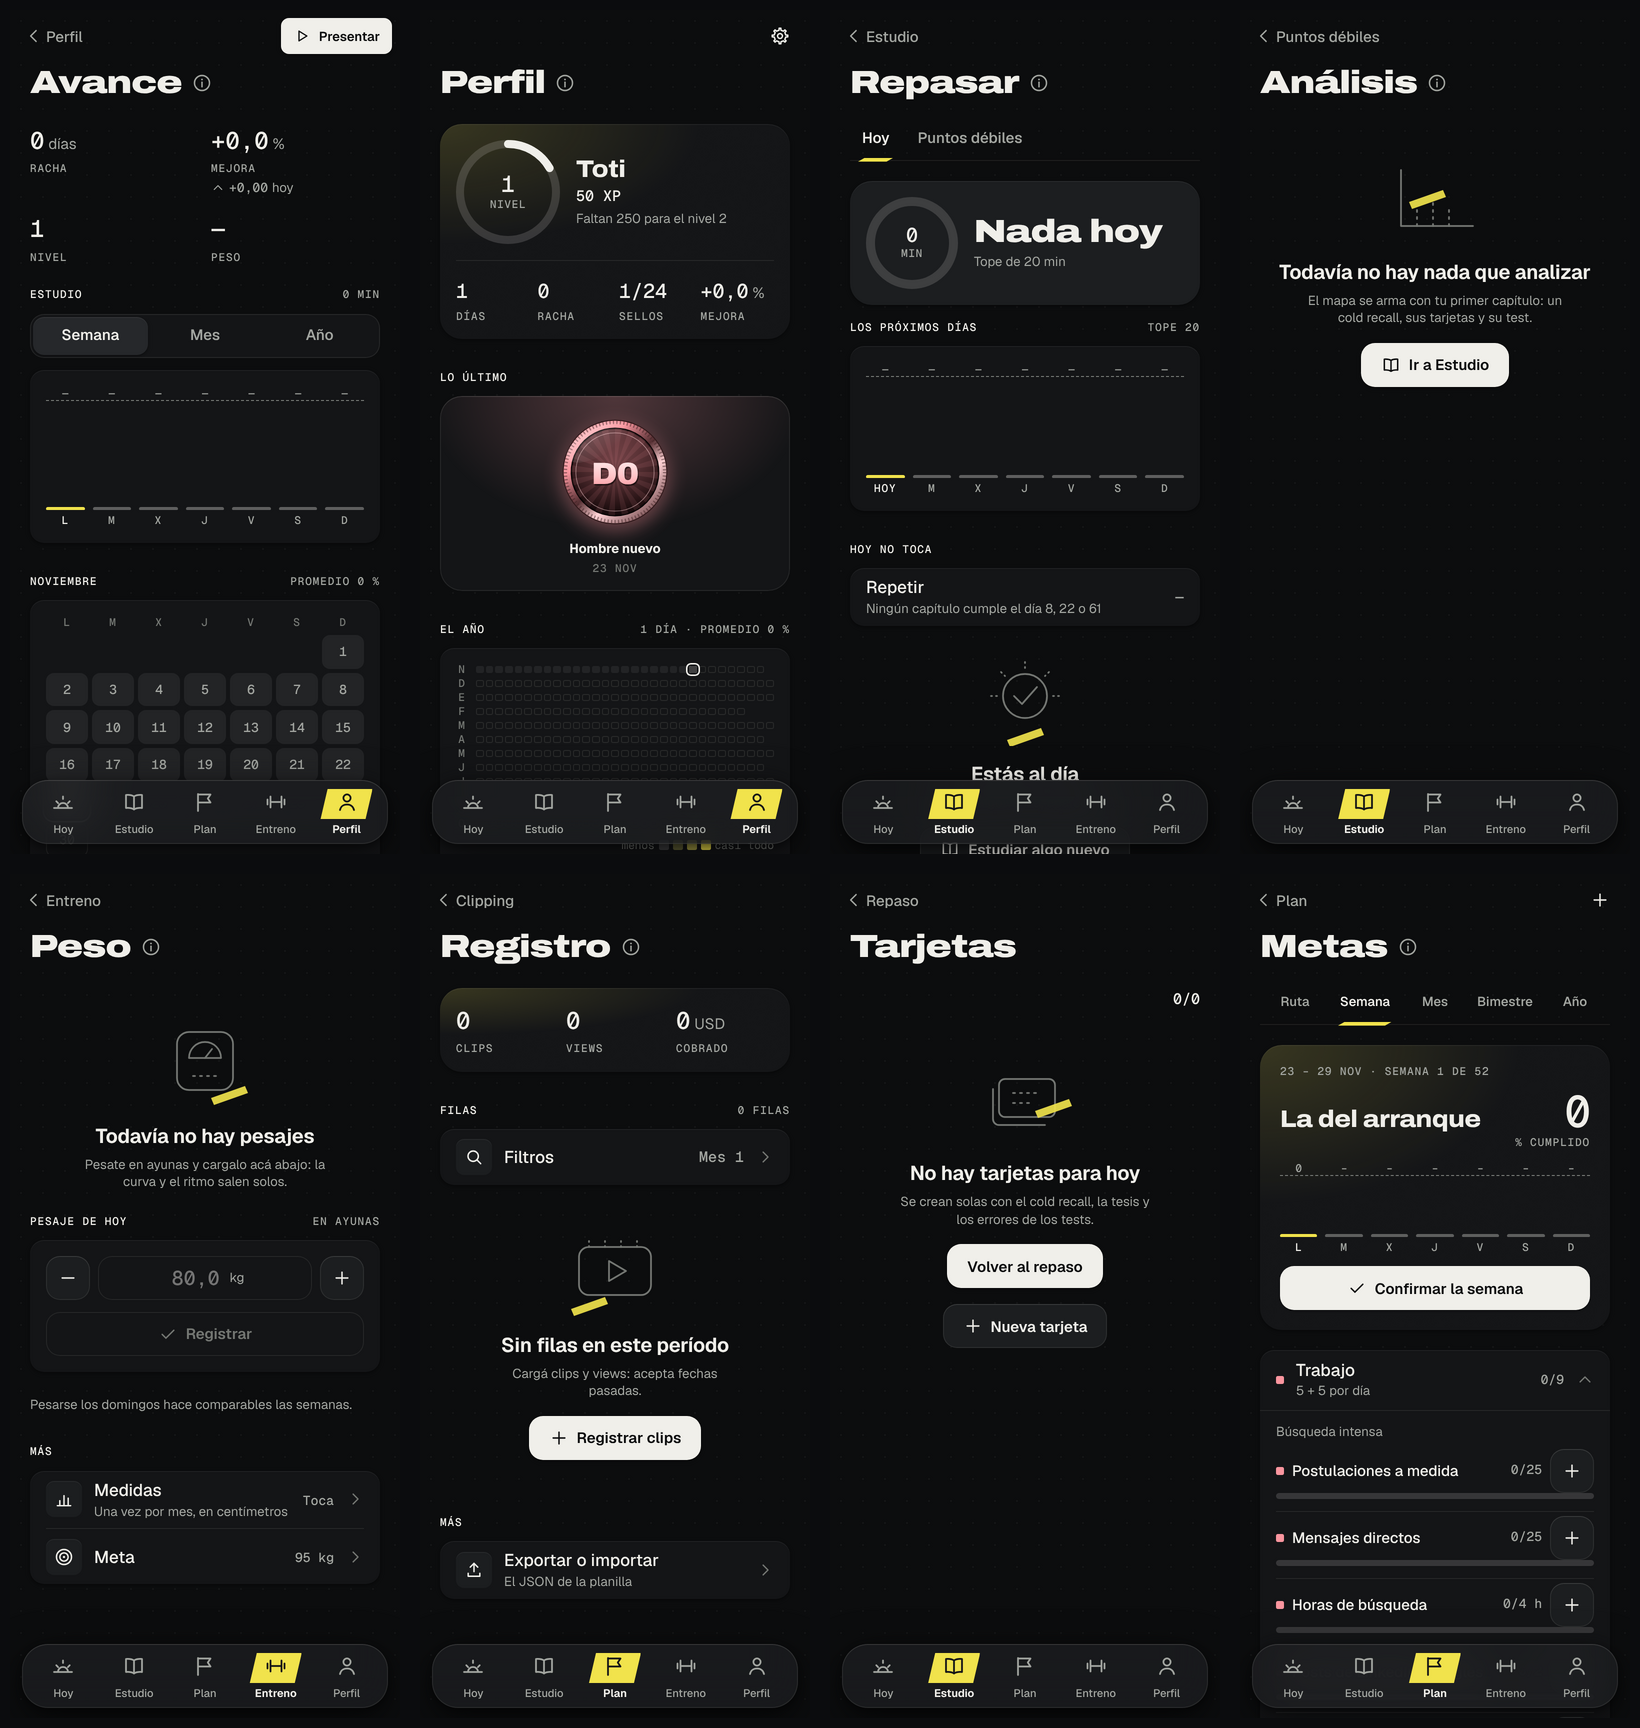 Perfil
Presentar
Avance
0 días
+0,0 %
RACHA
MEJORA
+0,00 hoy
1
–
NIVEL
PESO
ESTUDIO
0 MIN
Semana
Mes
Año
– – – – – – –
L M X J V S D
NOVIEMBRE
PROMEDIO 0 %
L M X J V S D
1
2 3 4 5 6 7 8
9 10 11 12 13 14 15
16 17 18 19 20 21 22
Hoy Estudio Plan Entreno Perfil
Perfil
1
NIVEL
Toti
50 XP
Faltan 250 para el nivel 2
1 0 1/24 +0,0 %
DÍAS RACHA SELLOS MEJORA
LO ÚLTIMO
D0
Hombre nuevo
23 NOV
EL AÑO
1 DÍA · PROMEDIO 0 %
N
D
E
F
M
A
M
J
Hoy Estudio Plan Entreno Perfil
menos casi todo
Estudio
Repasar
Hoy
Puntos débiles
0
MIN
Nada hoy
Tope de 20 min
LOS PRÓXIMOS DÍAS
TOPE 20
– – – – – – –
HOY M X J V S D
HOY NO TOCA
Repetir
Ningún capítulo cumple el día 8, 22 o 61
–
Estás al día
Hoy Estudio Plan Entreno Perfil
Estudiar algo nuevo
Puntos débiles
Análisis
Todavía no hay nada que analizar
El mapa se arma con tu primer capítulo: un
cold recall, sus tarjetas y su test.
Ir a Estudio
Hoy Estudio Plan Entreno Perfil
Entreno
Peso
Todavía no hay pesajes
Pesate en ayunas y cargalo acá abajo: la
curva y el ritmo salen solos.
PESAJE DE HOY
EN AYUNAS
80,0 kg
Registrar
Pesarse los domingos hace comparables las semanas.
MÁS
Medidas
Una vez por mes, en centímetros
Toca
Meta
95 kg
Hoy Estudio Plan Entreno Perfil
Clipping
Registro
0 0 0 USD
CLIPS VIEWS COBRADO
FILAS
0 FILAS
Filtros
Mes 1
Sin filas en este período
Cargá clips y views: acepta fechas
pasadas.
Registrar clips
MÁS
Exportar o importar
El JSON de la planilla
Hoy Estudio Plan Entreno Perfil
Repaso
Tarjetas
0/0
No hay tarjetas para hoy
Se crean solas con el cold recall, la tesis y
los errores de los tests.
Volver al repaso
Nueva tarjeta
Hoy Estudio Plan Entreno Perfil
Plan
Metas
Ruta Semana Mes Bimestre Año
23 – 29 NOV · SEMANA 1 DE 52
La del arranque
0
% CUMPLIDO
0 – – – – – –
L M X J V S D
Confirmar la semana
Trabajo
5 + 5 por día
0/9
Búsqueda intensa
Postulaciones a medida
0/25
Mensajes directos
0/25
Horas de búsqueda
0/4 h
Hoy Estudio Plan Entreno Perfil